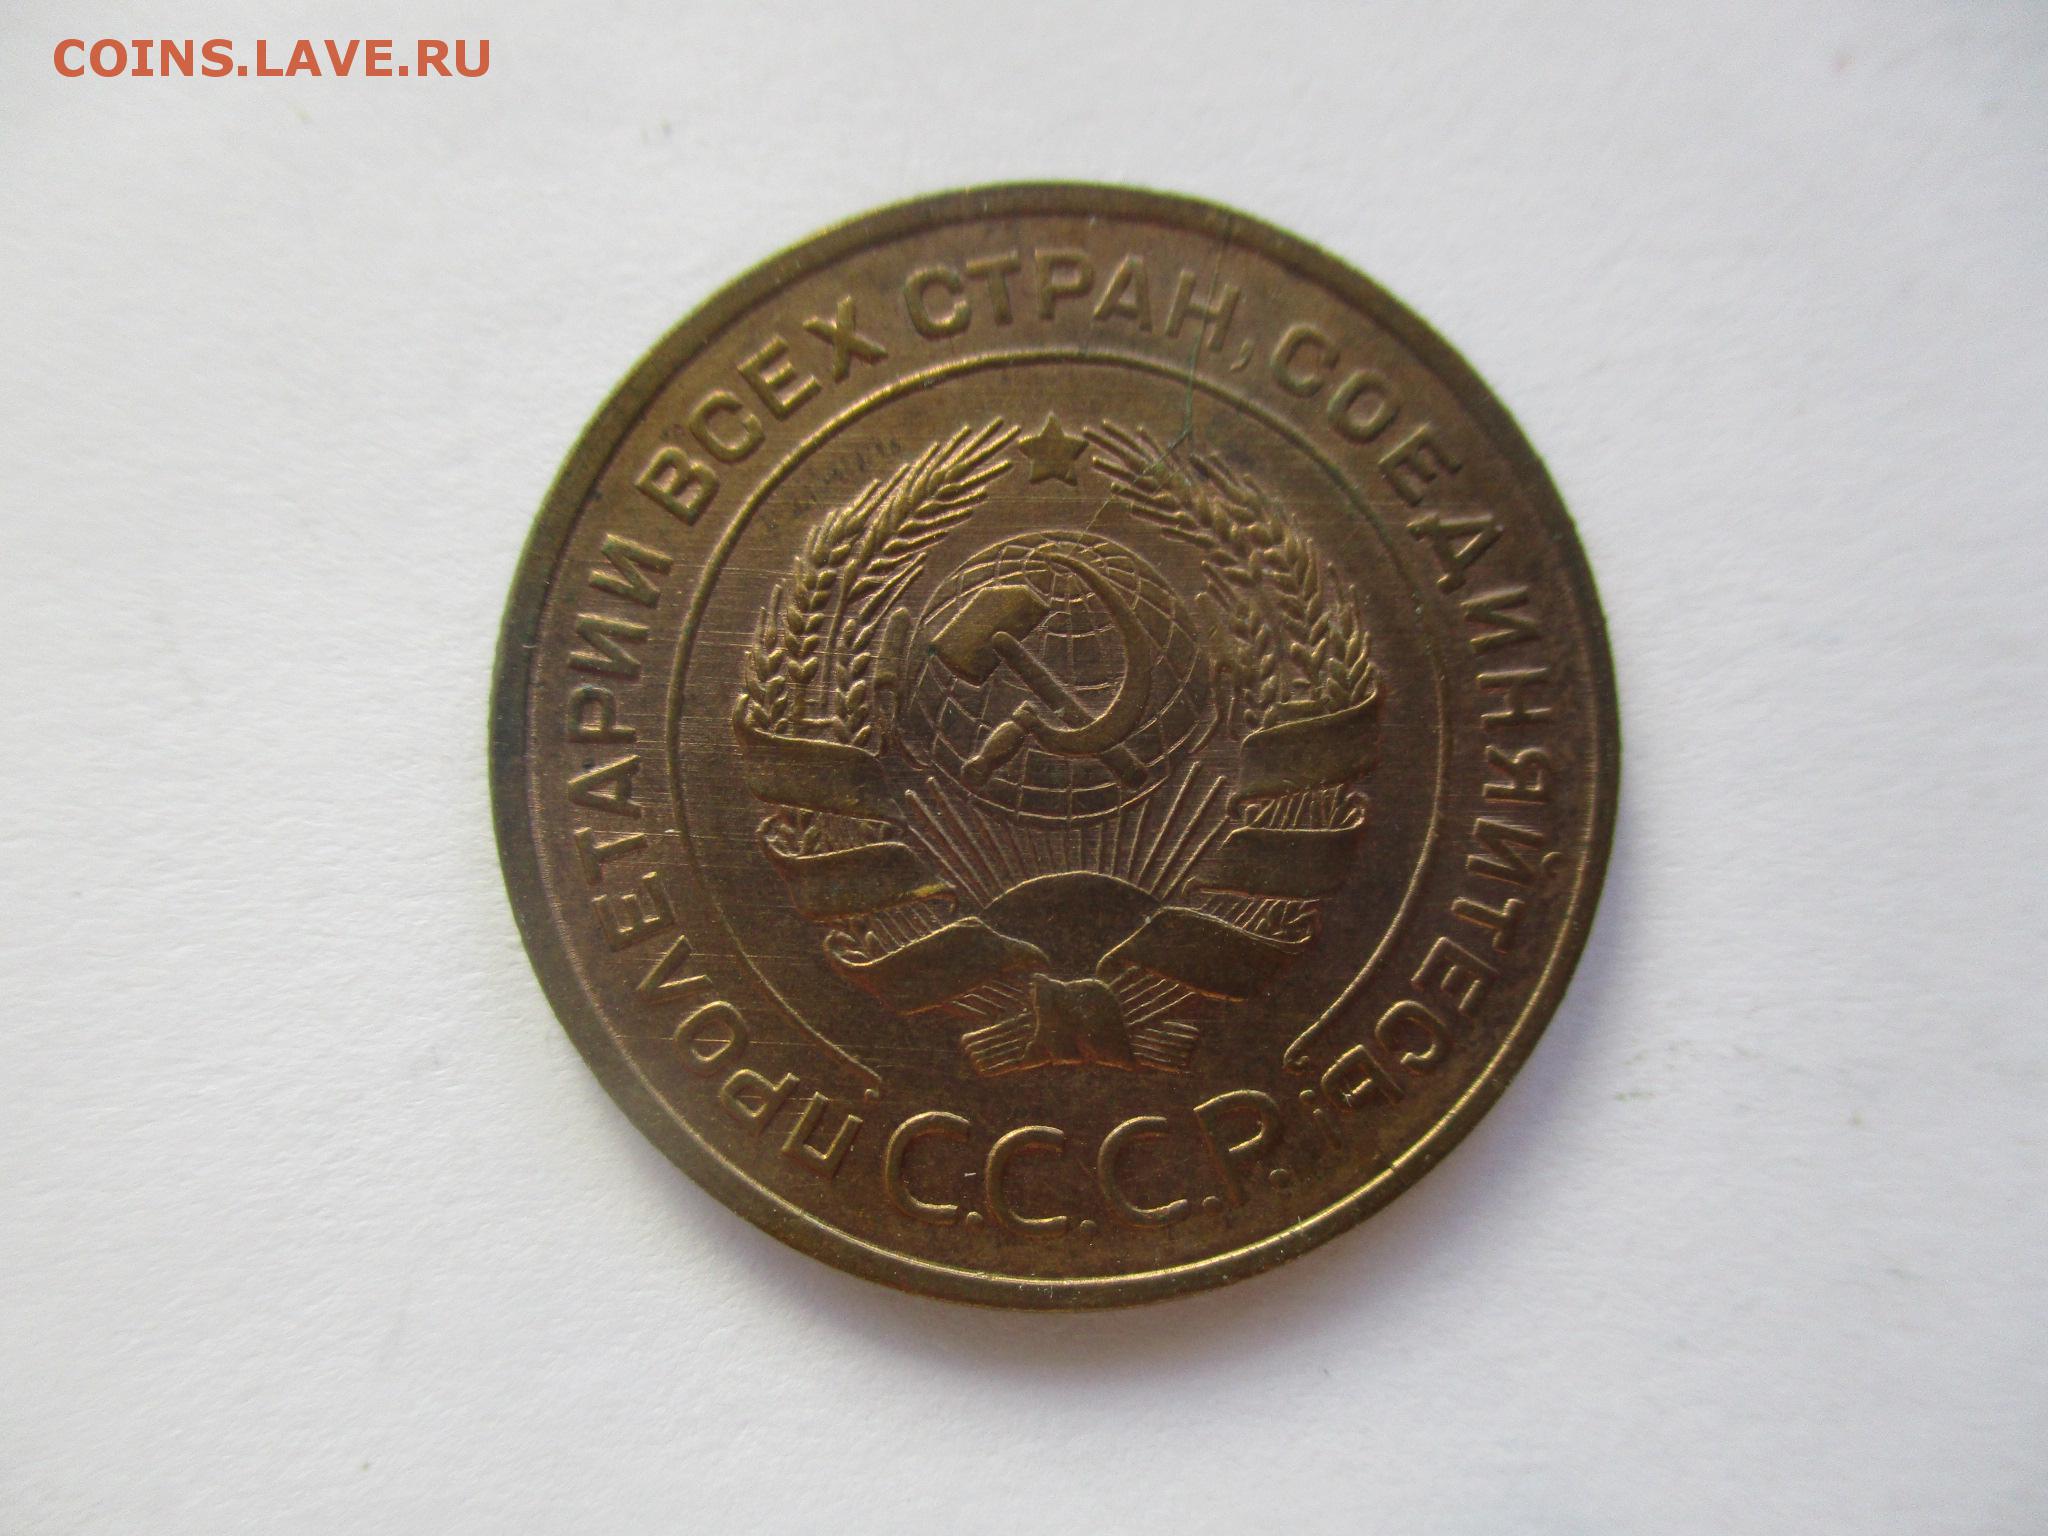 COINS.LAVE.RU
ПРОЛЕТАРИИ ВСЕХ СТРАН, СОЕДИНЯЙТЕСЬ!
С.С.С.Р.